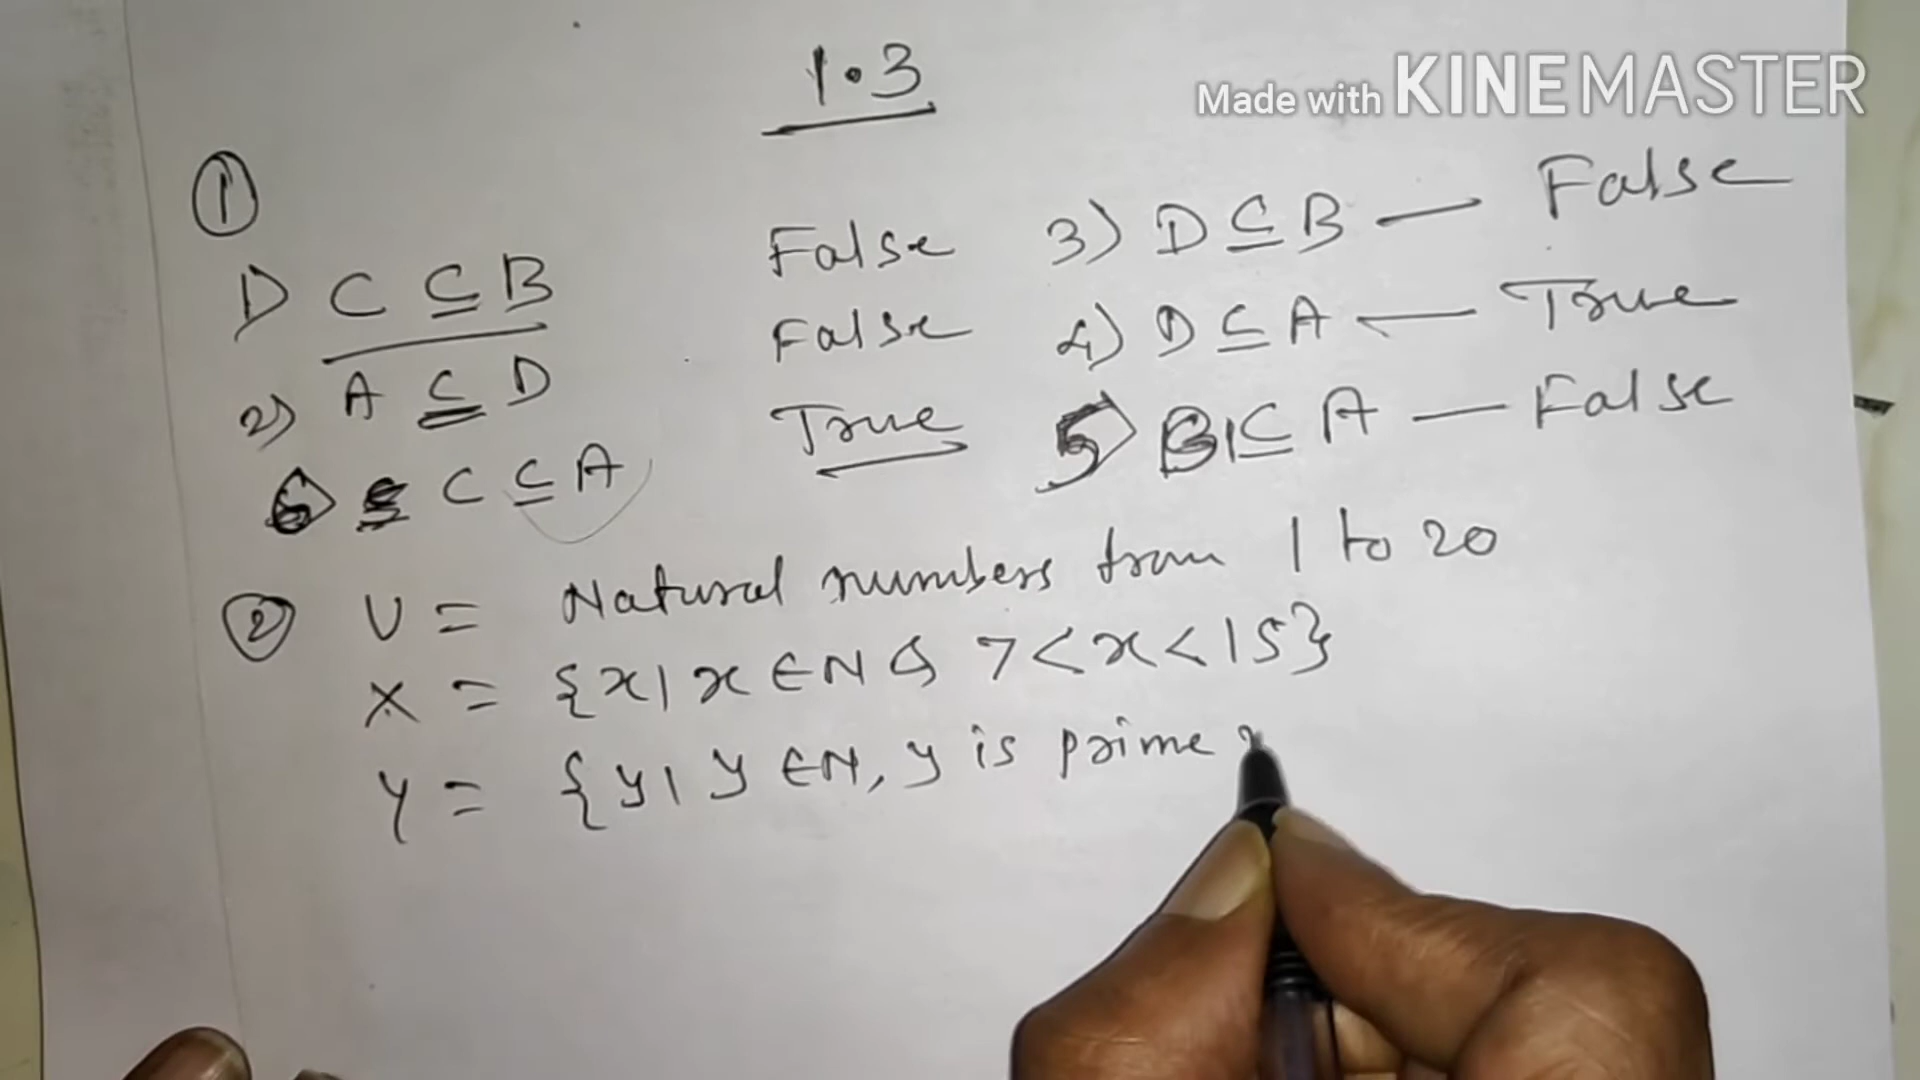 1.3
Made with KINEMASTER
①
1) C ⊆ B False
2) A ⊆ D False
6) C ⊆ A True
3) D ⊆ B — False
4) D ⊆ A — True
5) B ⊆ A — False
② U = Natural numbers from 1 to 20
X = {x | x ∈ N & 7 < x < 15}
Y = {y | y ∈ N, y is prime